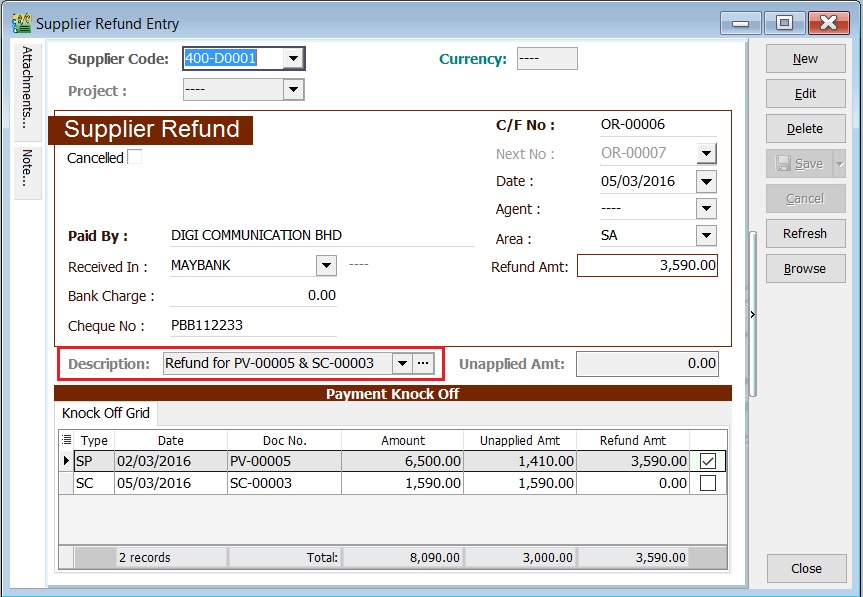 Supplier Refund Entry
Attachments...
Note...
Supplier Code: 400-D0001 Currency: ----
Project : ----
Supplier Refund
Cancelled
C/F No : OR-00006
Next No : OR-00007
Date : 05/03/2016
Agent : ----
Paid By : DIGI COMMUNICATION BHD Area : SA
Received In : MAYBANK ---- Refund Amt: 3,590.00
Bank Charge : 0.00
Cheque No : PBB112233
Description: Refund for PV-00005 & SC-00003 ... Unapplied Amt: 0.00
Payment Knock Off
Knock Off Grid
Type Date Doc No. Amount Unapplied Amt Refund Amt
SP 02/03/2016 PV-00005 6,500.00 1,410.00 3,590.00
SC 05/03/2016 SC-00003 1,590.00 1,590.00 0.00
2 records Total: 8,090.00 3,000.00 3,590.00
New
Edit
Delete
Save
Cancel
Refresh
Browse
Close